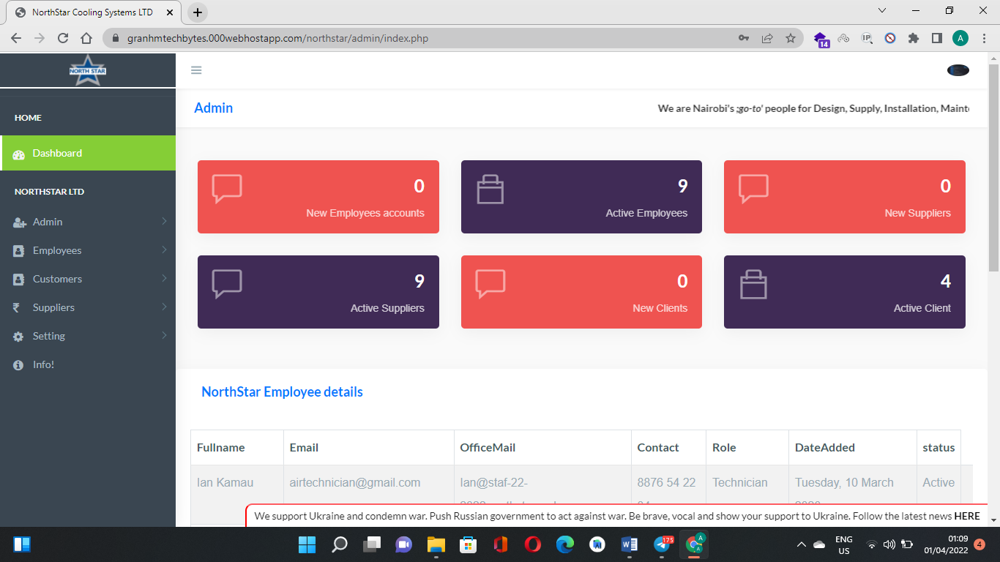 NorthStar Cooling Systems LTD
granhmtechbytes.000webhostapp.com/northstar/admin/index.php
IP
14
A
NORTH STAR
HOME
Dashboard
NORTHSTAR LTD
Admin
Employees
Customers
Suppliers
Setting
Info!
Admin
We are Nairobi's ;go-to' people for Design, Supply, Installation, Mainte
0
New Employees accounts
9
Active Employees
0
New Suppliers
9
Active Suppliers
0
New Clients
4
Active Client
NorthStar Employee details
Fullname Email OfficeMail Contact Role DateAdded status
Ian Kamau airtechnician@gmail.com Ian@staf-22- 8876 54 22 Technician Tuesday, 10 March Active
We support Ukraine and condemn war. Push Russian government to act against war. Be brave, vocal and show your support to Ukraine. Follow the latest news HERE
175
A
ENG
US
01:09
01/04/2022
4